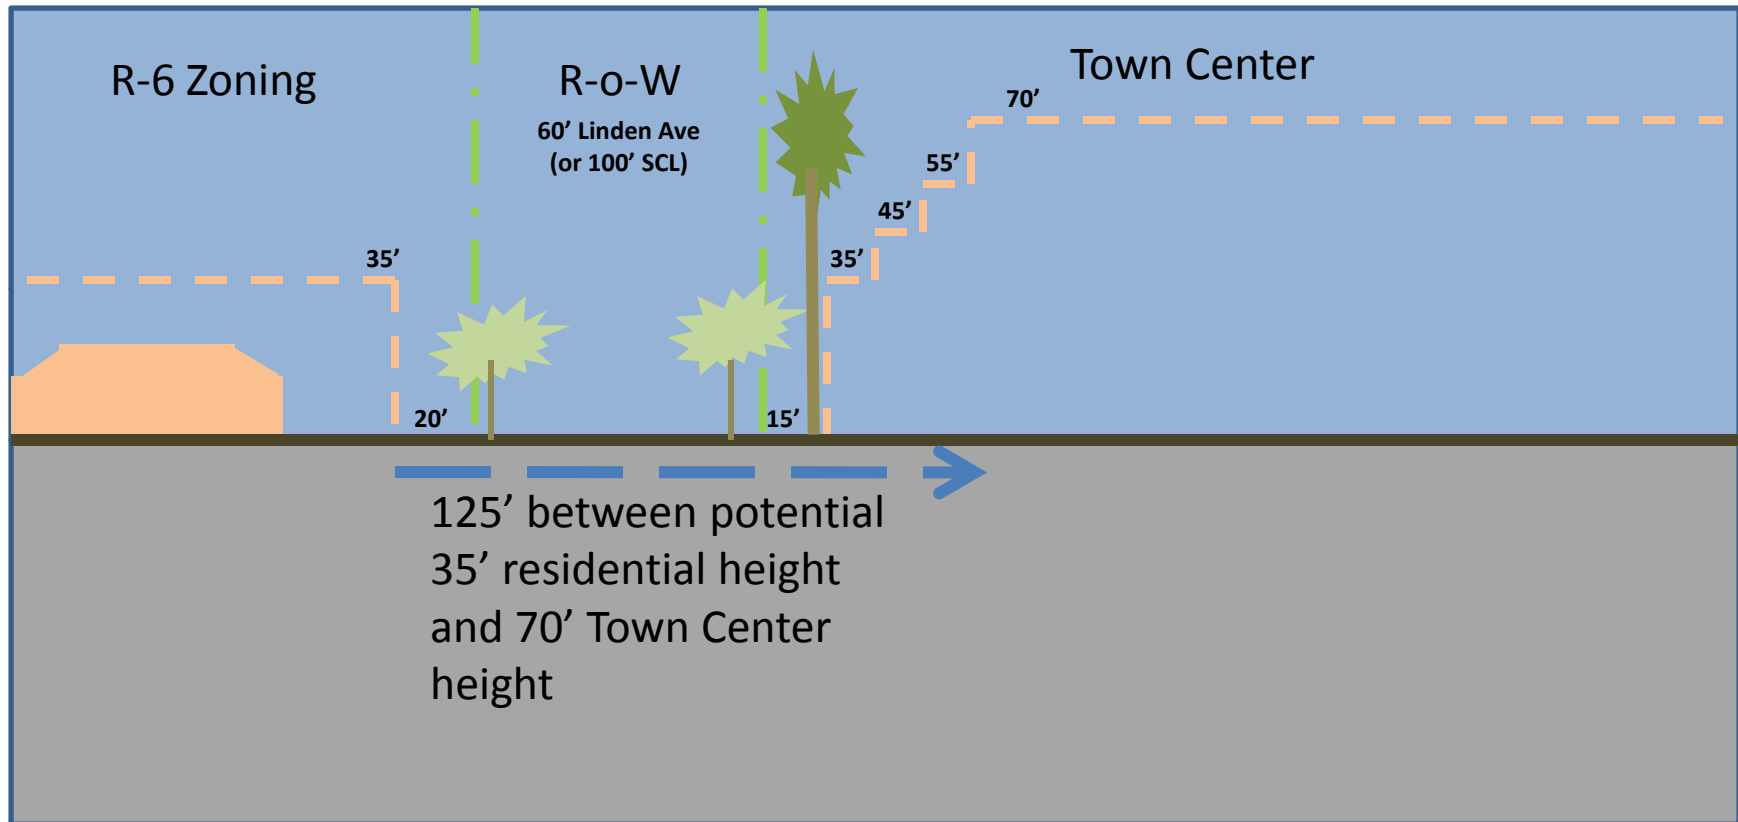 R-6 Zoning
R-o-W
60’ Linden Ave
(or 100’ SCL)
Town Center
70’
55’
45’
35’
35’
20’
15’
125’ between potential
35’ residential height
and 70’ Town Center
height